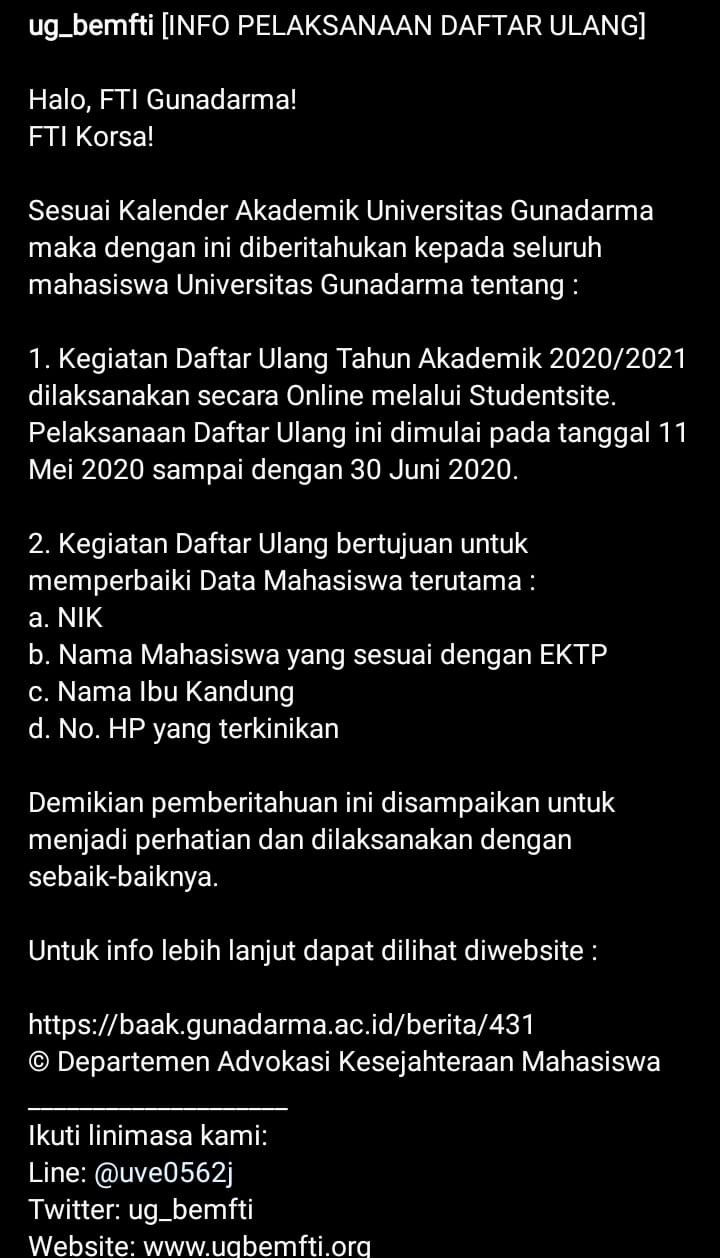 ug_bemfti [INFO PELAKSANAAN DAFTAR ULANG]
Halo, FTI Gunadarma!
FTI Korsa!
Sesuai Kalender Akademik Universitas Gunadarma
maka dengan ini diberitahukan kepada seluruh
mahasiswa Universitas Gunadarma tentang :
1. Kegiatan Daftar Ulang Tahun Akademik 2020/2021
dilaksanakan secara Online melalui Studentsite.
Pelaksanaan Daftar Ulang ini dimulai pada tanggal 11
Mei 2020 sampai dengan 30 Juni 2020.
2. Kegiatan Daftar Ulang bertujuan untuk
memperbaiki Data Mahasiswa terutama :
a. NIK
b. Nama Mahasiswa yang sesuai dengan EKTP
c. Nama Ibu Kandung
d. No. HP yang terkinikan
Demikian pemberitahuan ini disampaikan untuk
menjadi perhatian dan dilaksanakan dengan
sebaik-baiknya.
Untuk info lebih lanjut dapat dilihat diwebsite :
https://baak.gunadarma.ac.id/berita/431
© Departemen Advokasi Kesejahteraan Mahasiswa
____________________
Ikuti linimasa kami:
Line: @uve0562j
Twitter: ug_bemfti
Website: www.ugbemfti.org